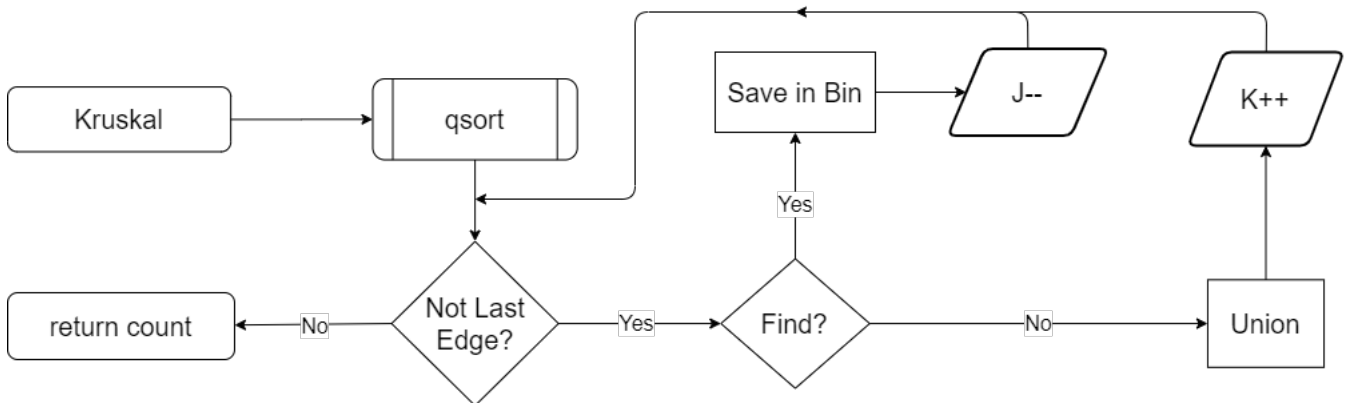 Kruskal
qsort
Save in Bin
J--
K++
Yes
return count
No
Not Last
Edge?
Yes
Find?
No
Union